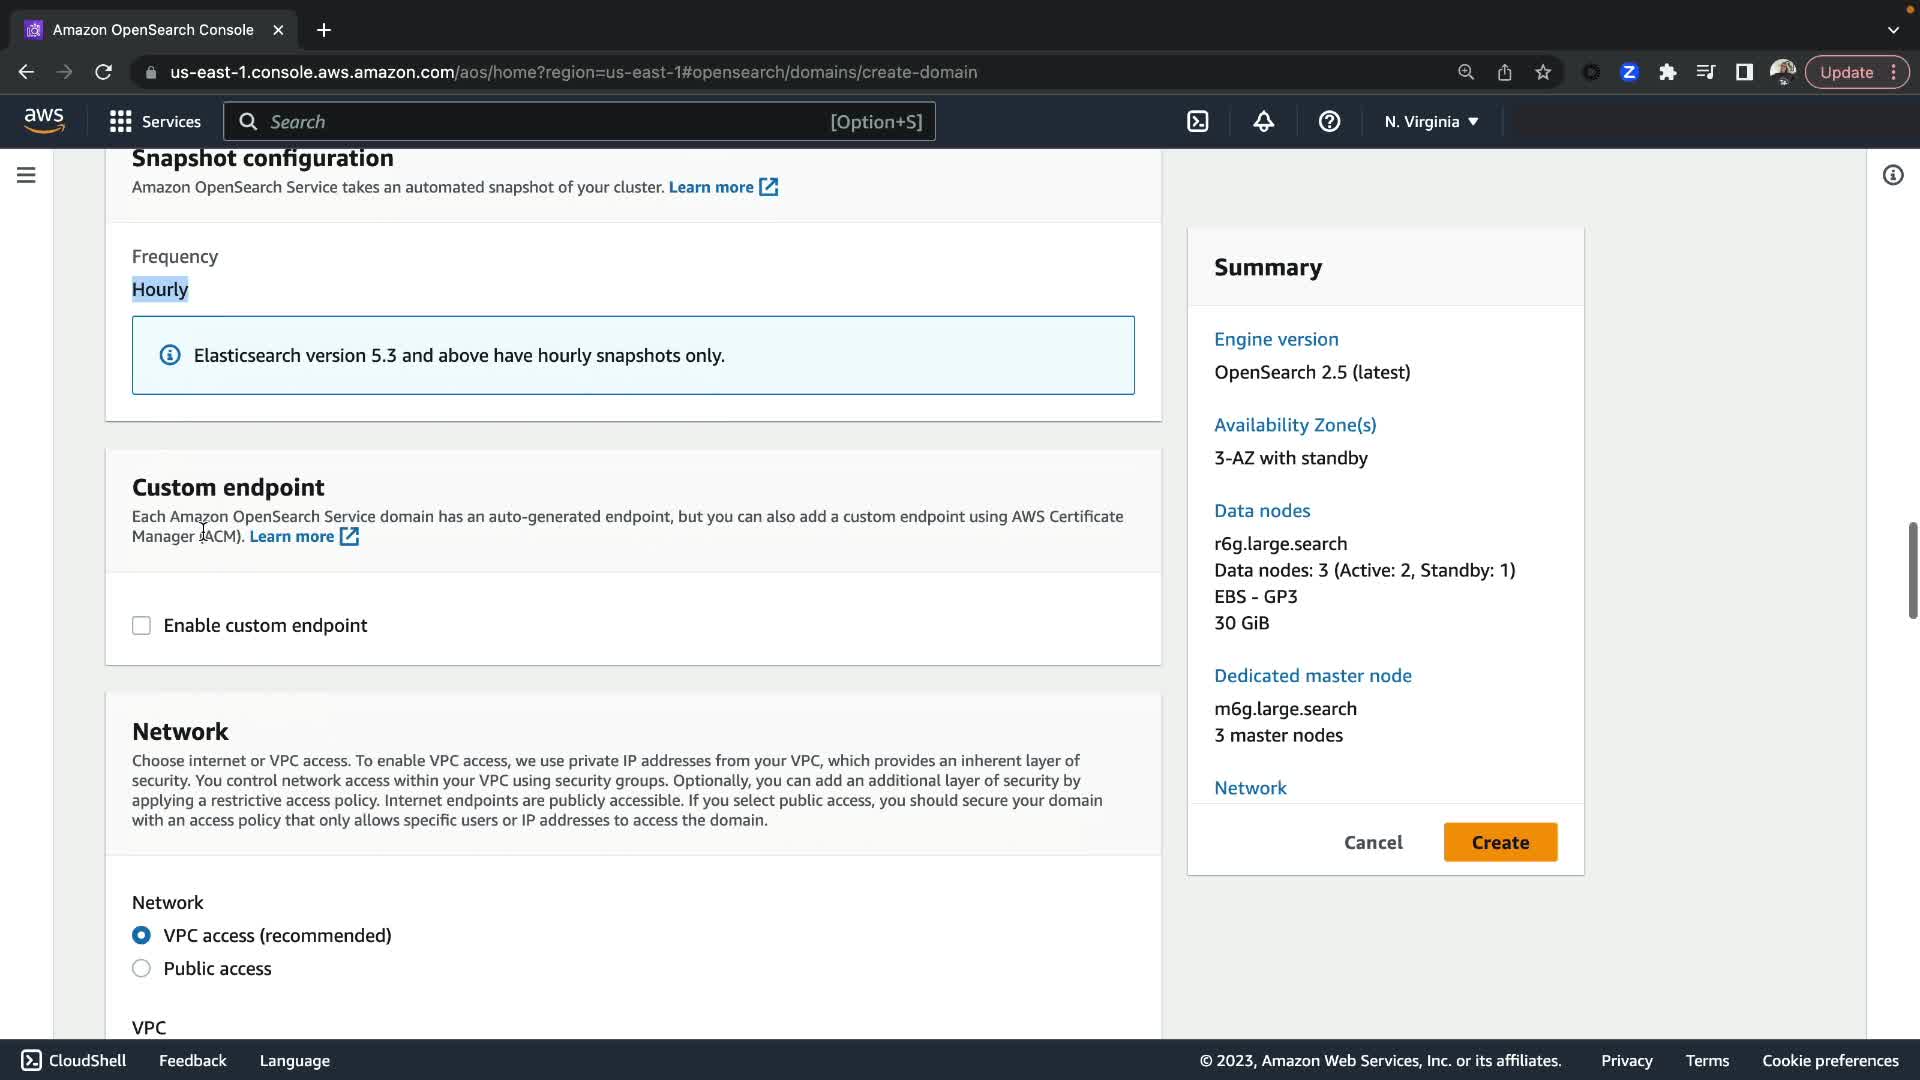 Amazon OpenSearch Console
us-east-1.console.aws.amazon.com/aos/home?region=us-east-1#opensearch/domains/create-domain
Z
Update
aws
Services
Search
[Option+S]
N. Virginia
Snapshot configuration
Amazon OpenSearch Service takes an automated snapshot of your cluster. Learn more
Frequency
Hourly
Elasticsearch version 5.3 and above have hourly snapshots only.
Custom endpoint
Each Amazon OpenSearch Service domain has an auto-generated endpoint, but you can also add a custom endpoint using AWS Certificate
Manager (ACM). Learn more
Enable custom endpoint
Network
Choose internet or VPC access. To enable VPC access, we use private IP addresses from your VPC, which provides an inherent layer of
security. You control network access within your VPC using security groups. Optionally, you can add an additional layer of security by
applying a restrictive access policy. Internet endpoints are publicly accessible. If you select public access, you should secure your domain
with an access policy that only allows specific users or IP addresses to access the domain.
Network
VPC access (recommended)
Public access
VPC
Summary
Engine version
OpenSearch 2.5 (latest)
Availability Zone(s)
3-AZ with standby
Data nodes
r6g.large.search
Data nodes: 3 (Active: 2, Standby: 1)
EBS - GP3
30 GiB
Dedicated master node
m6g.large.search
3 master nodes
Network
Cancel
Create
CloudShell
Feedback
Language
© 2023, Amazon Web Services, Inc. or its affiliates.
Privacy
Terms
Cookie preferences